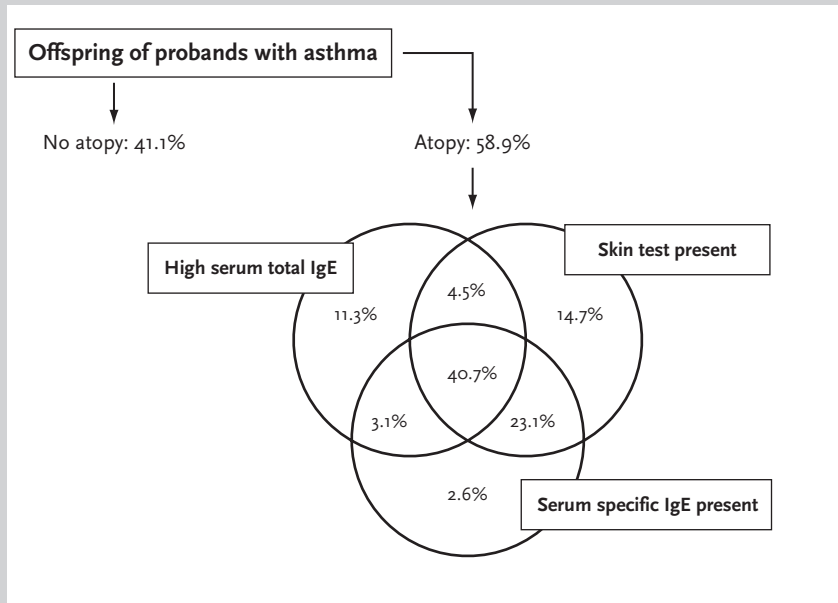 Offspring of probands with asthma
No atopy: 41.1%
Atopy: 58.9%
High serum total IgE
Skin test present
4.5%
11.3%
14.7%
40.7%
3.1%
23.1%
2.6%
Serum specific IgE present